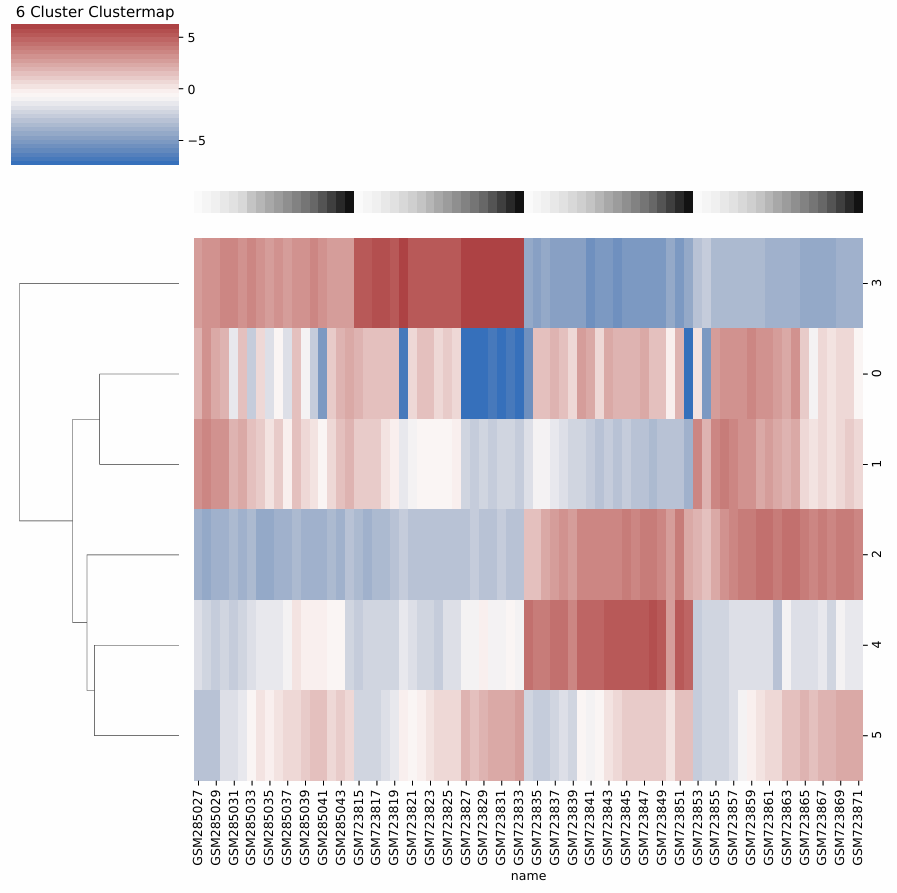 6 Cluster Clustermap
5
0
−5
3
0
1
2
4
5
GSM285027
GSM285029
GSM285031
GSM285033
GSM285035
GSM285037
GSM285039
GSM285041
GSM285043
GSM723815
GSM723817
GSM723819
GSM723821
GSM723823
GSM723825
GSM723827
GSM723829
GSM723831
GSM723833
GSM723835
GSM723837
GSM723839
GSM723841
GSM723843
GSM723845
GSM723847
GSM723849
GSM723851
GSM723853
GSM723855
GSM723857
GSM723859
GSM723861
GSM723863
GSM723865
GSM723867
GSM723869
GSM723871
name